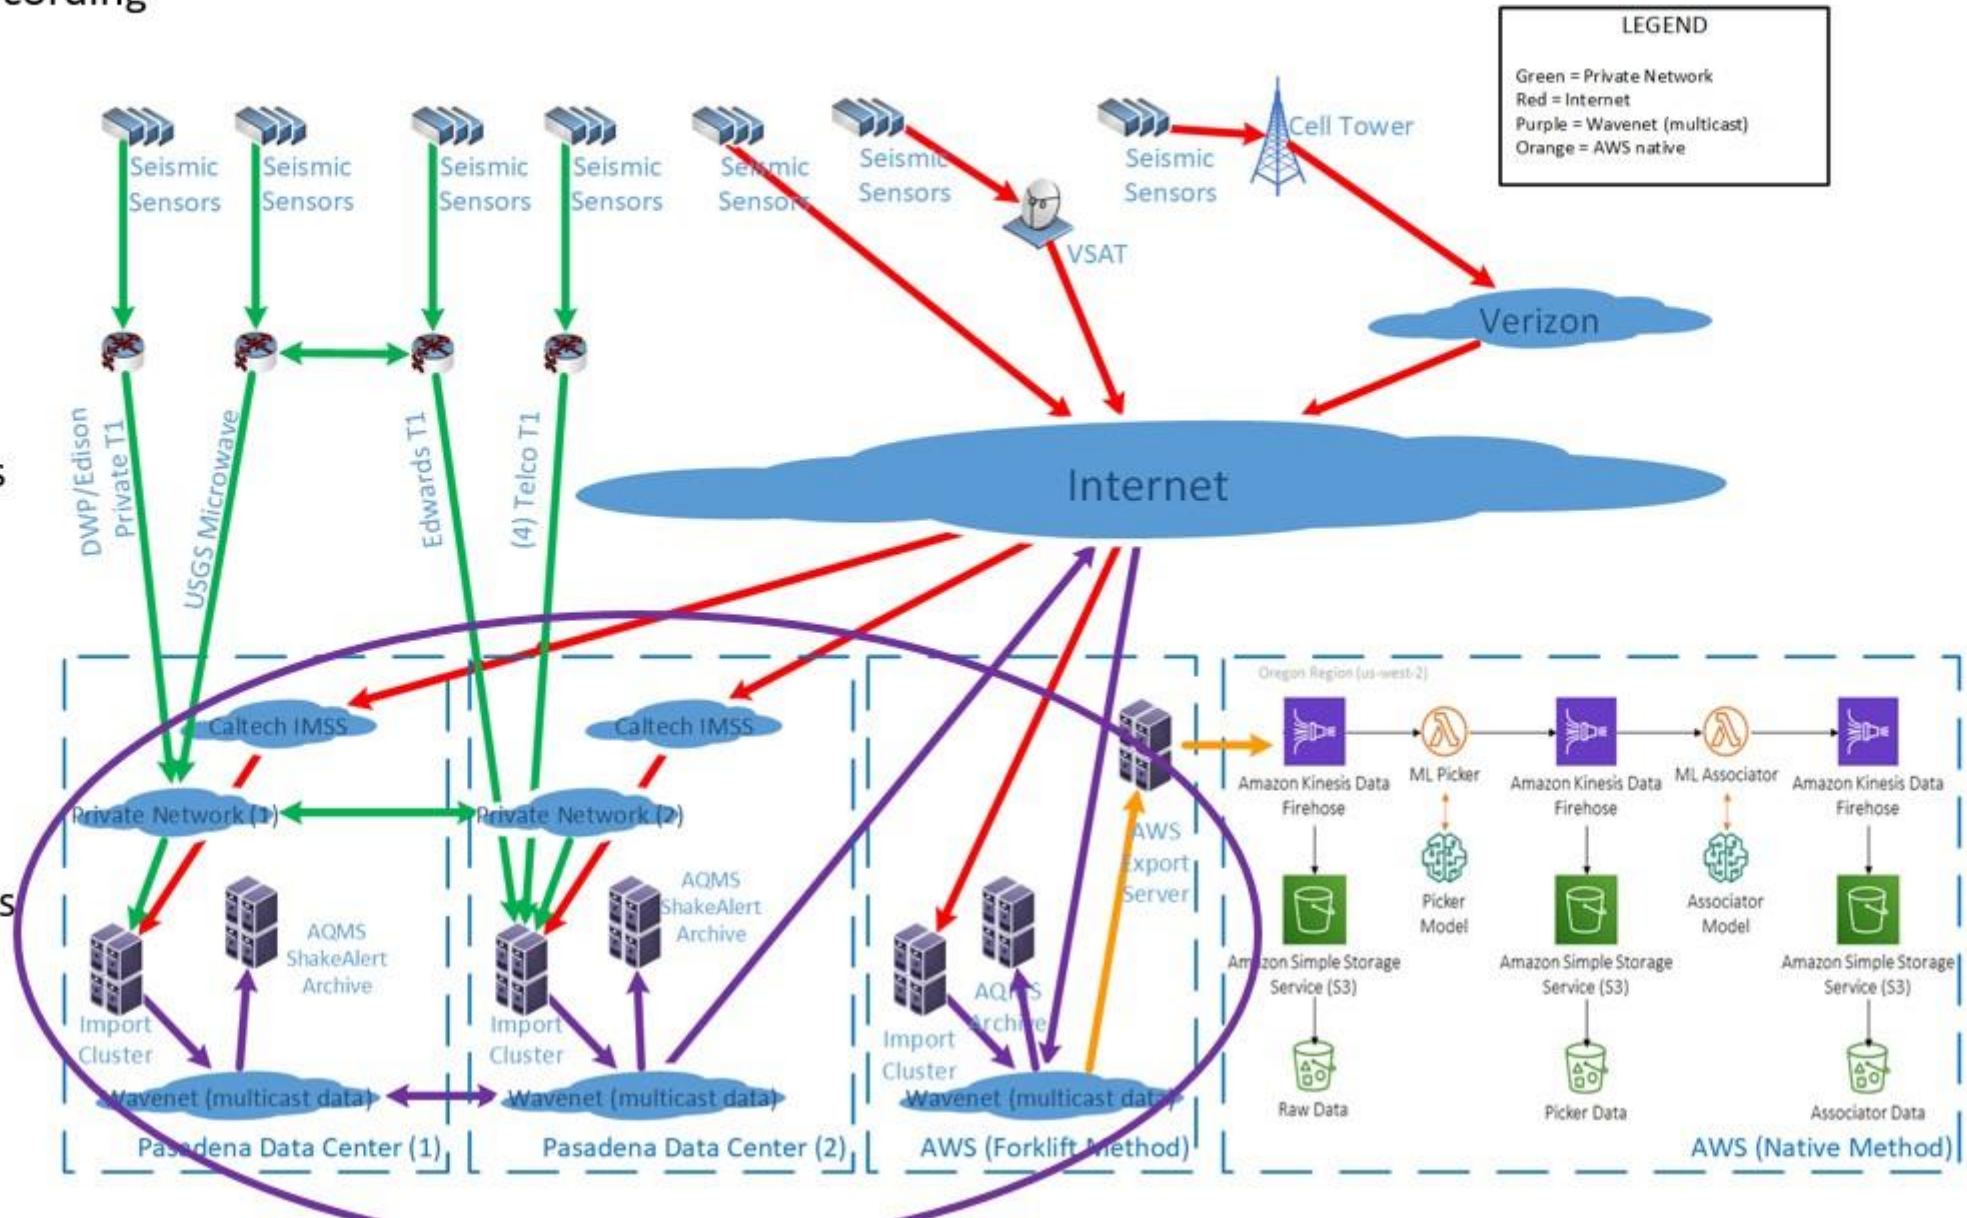 LEGEND
Green = Private Network
Red = Internet
Purple = Wavenet (multicast)
Orange = AWS native
Seismic
Sensors
Seismic
Sensors
Seismic
Sensors
Seismic
Sensors
Seismic
Sensors
Seismic
Sensors
Seismic
Sensors
Cell Tower
VSAT
Verizon
DWP/Edison
Private T1
USGS Microwave
Edwards T1
(4) Telco T1
Internet
Caltech IMSS
Private Network (1)
AQMS
ShakeAlert
Archive
Import
Cluster
Wavenet (multicast data)
Pasadena Data Center (1)
Caltech IMSS
Private Network (2)
AQMS
ShakeAlert
Archive
Import
Cluster
Wavenet (multicast data)
Pasadena Data Center (2)
AWS
Export
Server
AQMS
Archive
Import
Cluster
Wavenet (multicast data)
AWS (Forklift Method)
Oregon Region (us-west-2)
Amazon Kinesis Data
Firehose
ML Picker
Amazon Kinesis Data
Firehose
ML Associator
Amazon Kinesis Data
Firehose
Picker
Model
Associator
Model
Amazon Simple Storage
Service (S3)
Amazon Simple Storage
Service (S3)
Amazon Simple Storage
Service (S3)
Raw Data
Picker Data
Associator Data
AWS (Native Method)